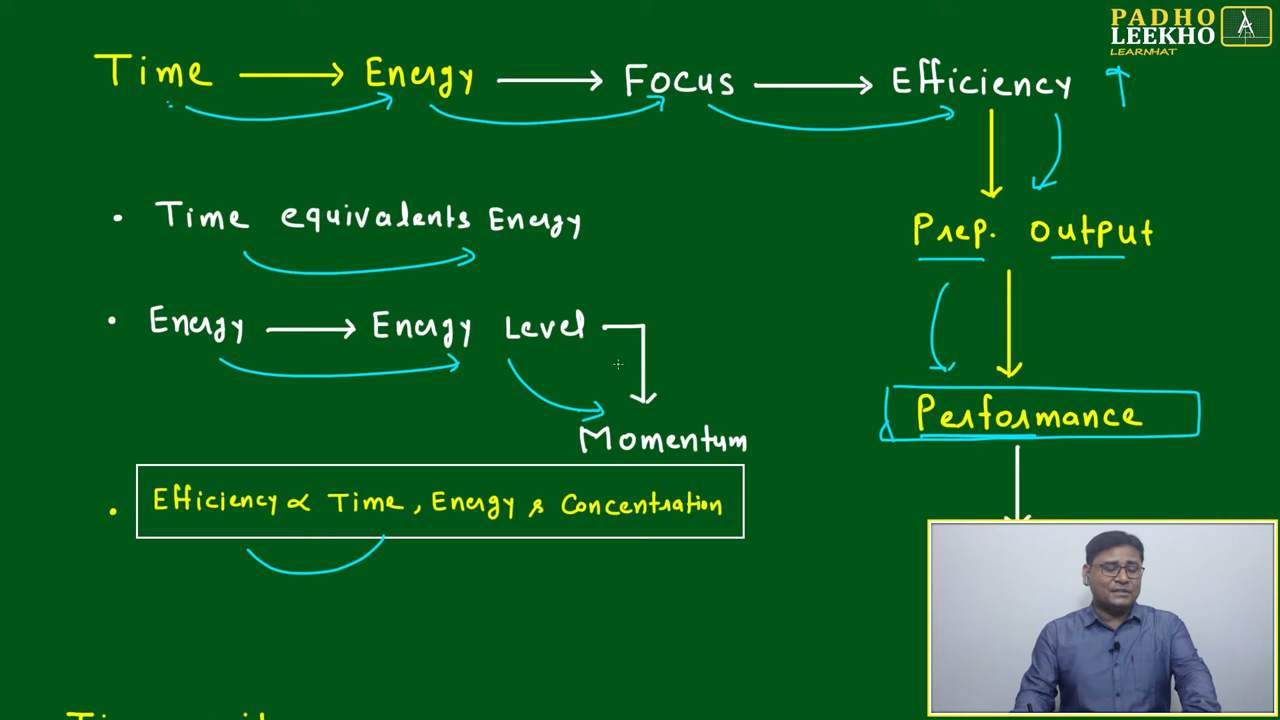 PADHO
LEEKHO
LEARNHAT
Time → Energy → Focus → Efficiency ↑
• Time equivalents Energy
Prep. Output
• Energy → Energy Level
Performance
Momentum
• Efficiency ∝ Time, Energy & Concentration